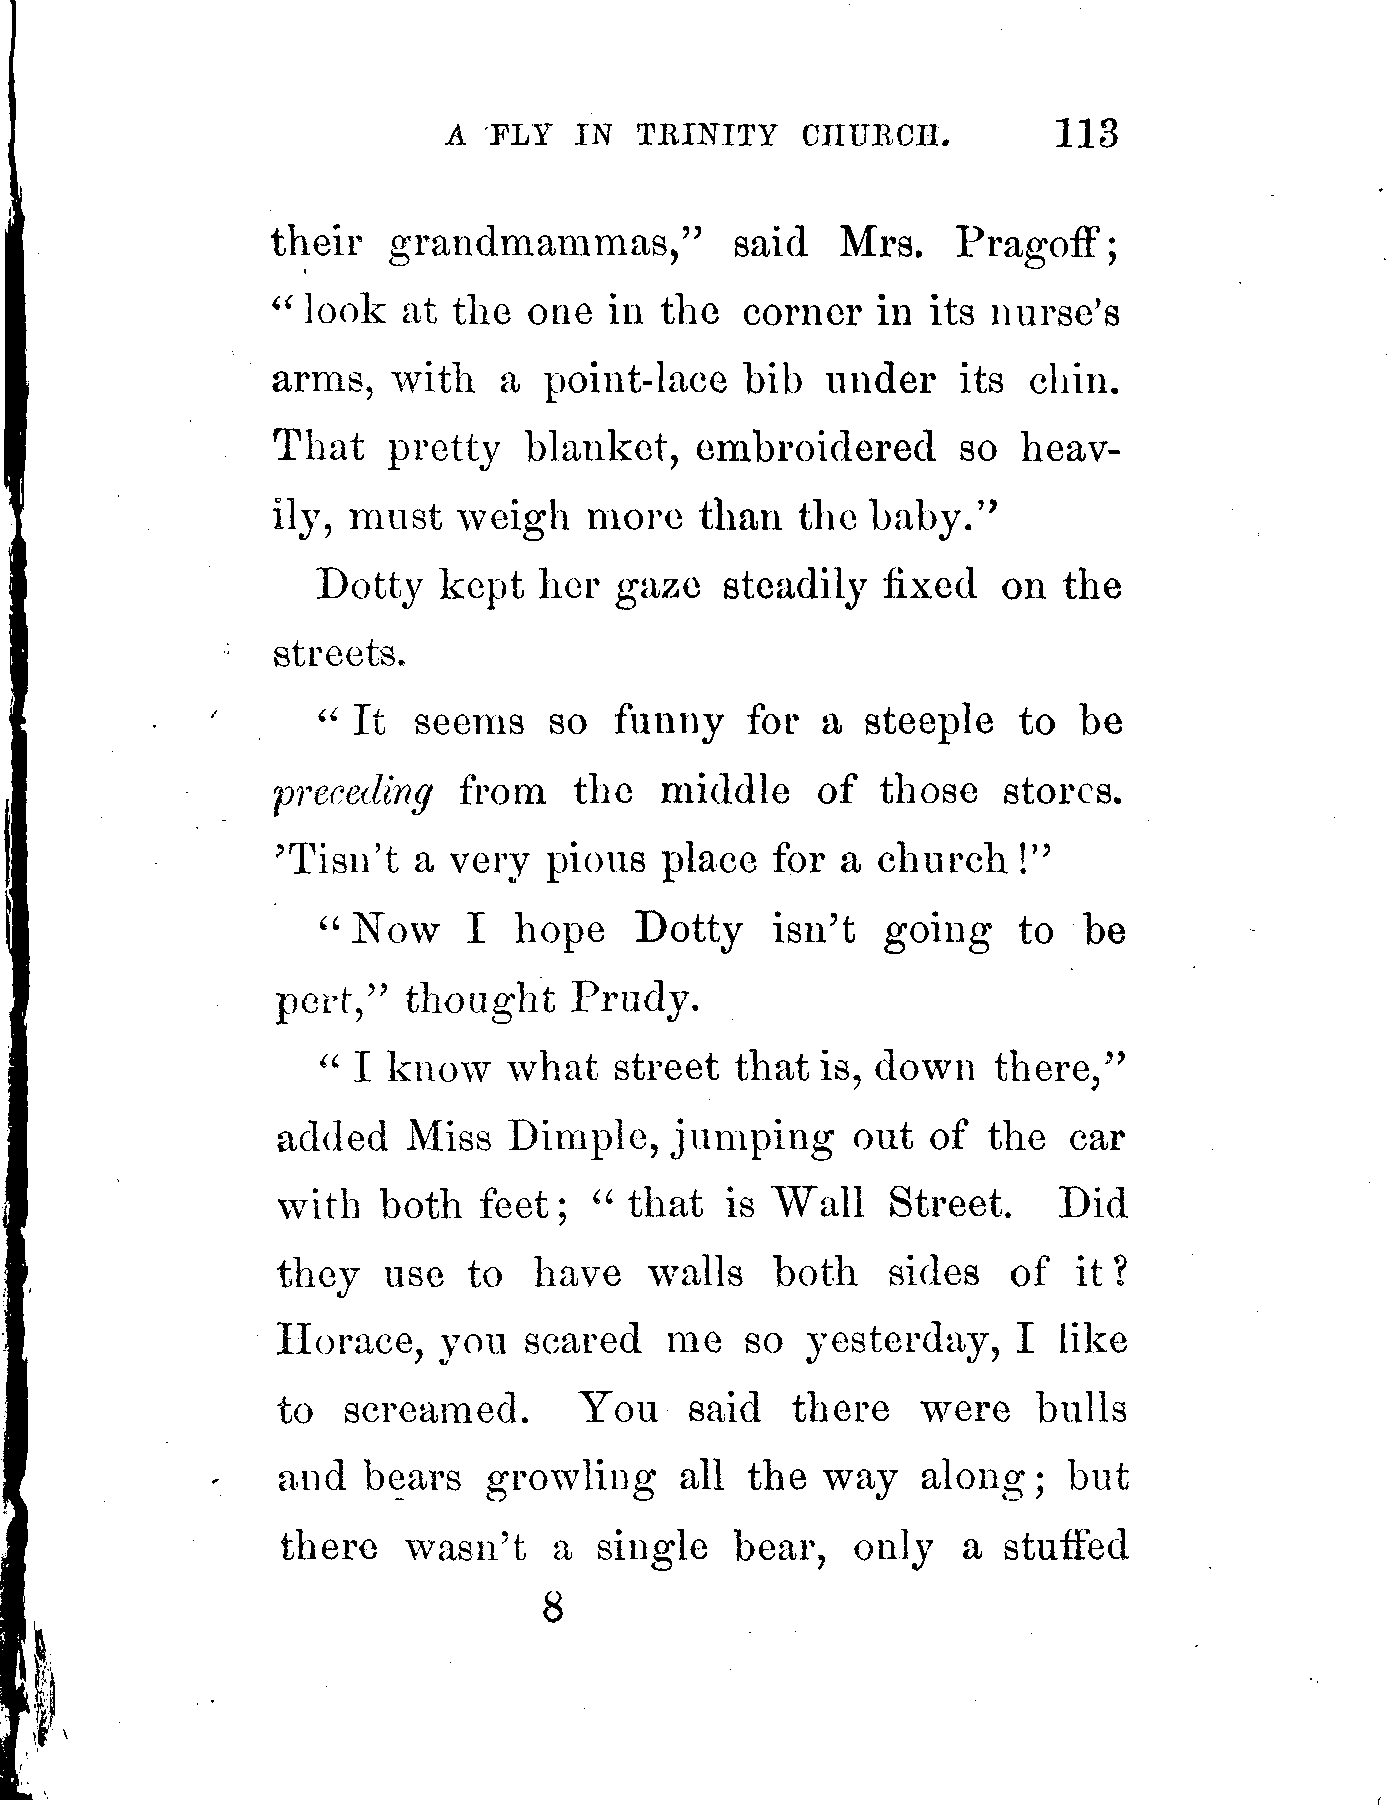 A FLY IN TRINITY CHURCH. 113
their grandmammas,” said Mrs. Pragoff;
“look at the one in the corner in its nurse’s
arms, with a point-lace bib under its chin.
That pretty blanket, embroidered so heav-
ily, must weigh more than the baby.”
Dotty kept her gaze steadily fixed on the
streets.
“It seems so funny for a steeple to be
preceding from the middle of those stores.
’Tisn’t a very pious place for a church!”
“Now I hope Dotty isn’t going to be
pert,” thought Prudy.
“I know what street that is, down there,”
added Miss Dimple, jumping out of the car
with both feet; “that is Wall Street. Did
they use to have walls both sides of it?
Horace, you scared me so yesterday, I like
to screamed. You said there were bulls
and bears growling all the way along; but
there wasn’t a single bear, only a stuffed
8